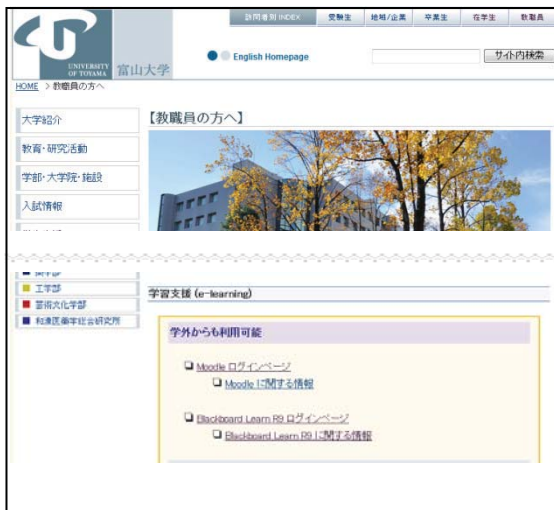 訪問者別 INDEX 受験生 地域/企業 卒業生 在学生 教職員
UNIVERSITY
OF TOYAMA
富山大学
English Homepage
サイト内検索
HOME > 教職員の方へ
大学紹介
【教職員の方へ】
教育・研究活動
学部・大学院・施設
入試情報
工学部
学習支援 (e-learning)
芸術文化学部
和漢医薬学総合研究所
学外からも利用可能
Moodle ログインページ
Moodle に関する情報
Blackboard Learn R9 ログインページ
Blackboard Learn R9 に関する情報